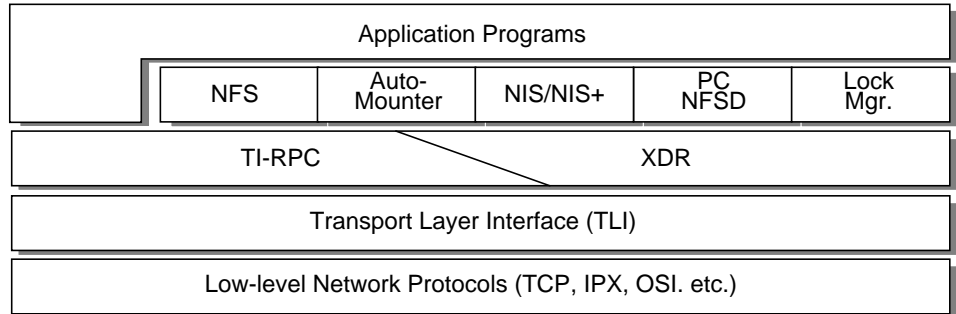 Application Programs
NFS
Auto-
Mounter
NIS/NIS+
PC
NFSD
Lock
Mgr.
TI-RPC
XDR
Transport Layer Interface (TLI)
Low-level Network Protocols (TCP, IPX, OSI. etc.)